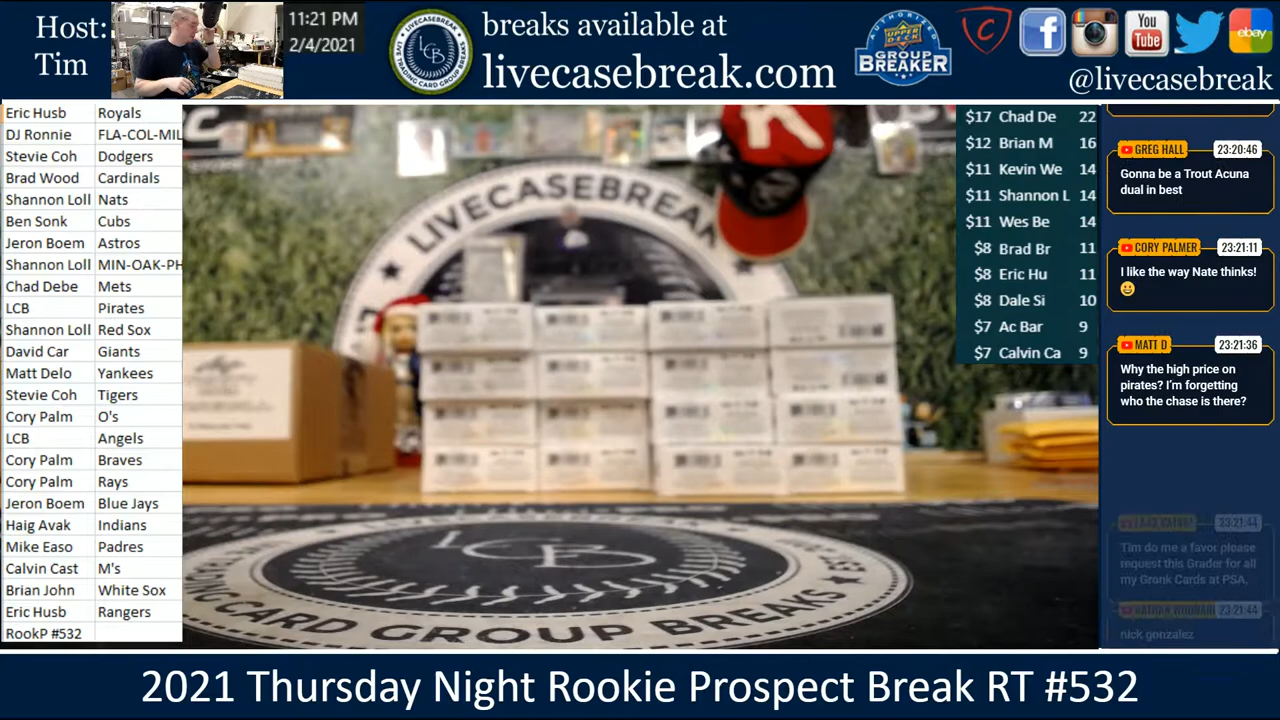 Host:
Tim
11:21 PM
2/4/2021
LIVECASEBREAK
LCB
TRADING CARD GROUP BREAKS
breaks available at
livecasebreak.com
AUTHORIZED
UPPER DECK
GROUP
BREAKER
You
Tube
ebay
@livecasebreak
Eric Husb Royals
DJ Ronnie FLA-COL-MIL
Stevie Coh Dodgers
Brad Wood Cardinals
Shannon Loll Nats
Ben Sonk Cubs
Jeron Boem Astros
Shannon Loll MIN-OAK-PH
Chad Debe Mets
LCB Pirates
Shannon Loll Red Sox
David Car Giants
Matt Delo Yankees
Stevie Coh Tigers
Cory Palm O's
LCB Angels
Cory Palm Braves
Cory Palm Rays
Jeron Boem Blue Jays
Haig Avak Indians
Mike Easo Padres
Calvin Cast M's
Brian John White Sox
Eric Husb Rangers
RookP #532
LIVECASEBREAK
LCB
CARD GROUP BREAKS
$17 Chad De 22
$12 Brian M 16
$11 Kevin We 14
$11 Shannon L 14
$11 Wes Be 14
$8 Brad Br 11
$8 Eric Hu 11
$8 Dale Si 10
$7 Ac Bar 9
$7 Calvin Ca 9
GREG HALL 23:20:46
Gonna be a Trout Acuna
dual in best
CORY PALMER 23:21:11
I like the way Nate thinks!
MATT D 23:21:36
Why the high price on
pirates? I'm forgetting
who the chase is there?
23:21:44
Tim do me a favor please
request this Grader for all
my Gronk Cards at PSA.
23:21:44
nick gonzalez
2021 Thursday Night Rookie Prospect Break RT #532